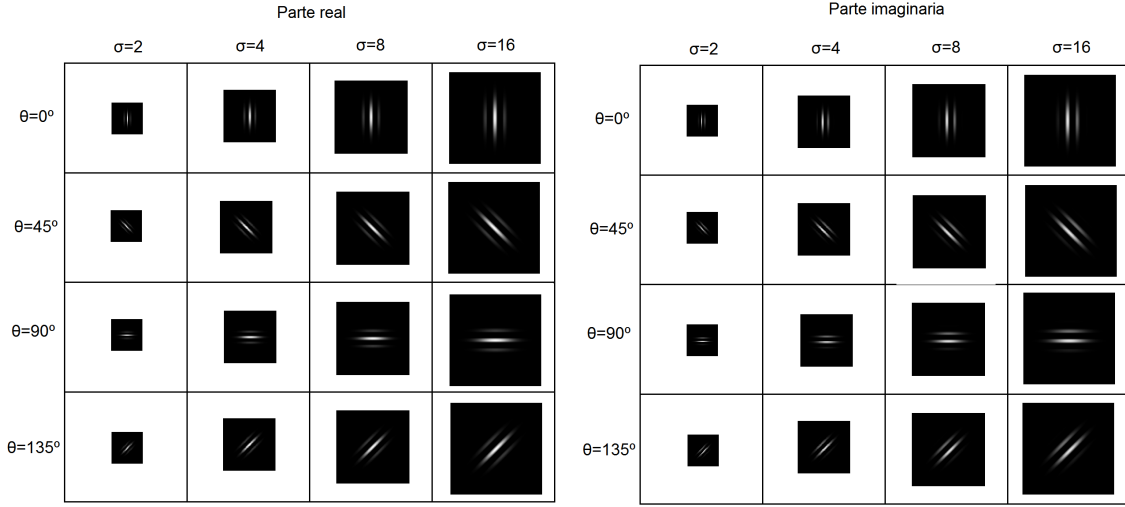 Parte real
σ=2 σ=4 σ=8 σ=16
θ=0º
θ=45º
θ=90º
θ=135º
Parte imaginaria
σ=2 σ=4 σ=8 σ=16
θ=0º
θ=45º
θ=90º
θ=135º